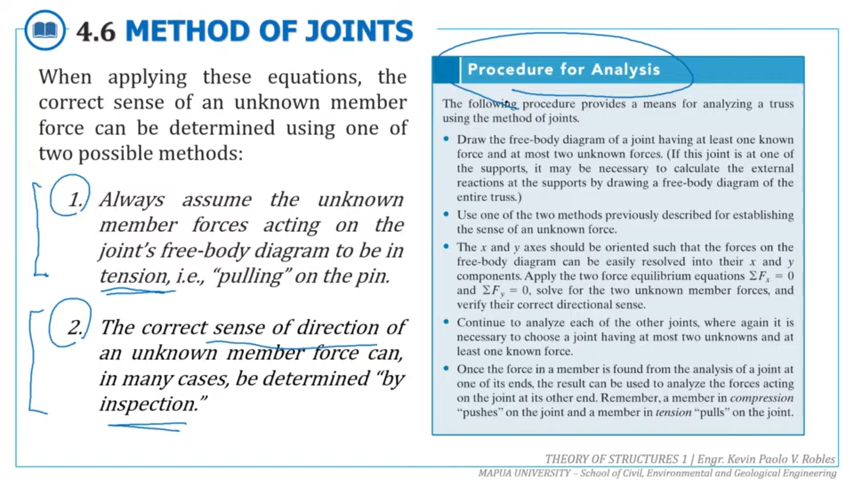 4.6 METHOD OF JOINTS
When applying these equations, the
correct sense of an unknown member
force can be determined using one of
two possible methods:
1. Always assume the unknown
member forces acting on the
joint's free-body diagram to be in
tension, i.e., "pulling" on the pin.
2. The correct sense of direction of
an unknown member force can,
in many cases, be determined "by
inspection."
Procedure for Analysis
The following procedure provides a means for analyzing a truss
using the method of joints.
• Draw the free-body diagram of a joint having at least one known
force and at most two unknown forces. (If this joint is at one of
the supports, it may be necessary to calculate the external
reactions at the supports by drawing a free-body diagram of the
entire truss.)
• Use one of the two methods previously described for establishing
the sense of an unknown force.
• The x and y axes should be oriented such that the forces on the
free-body diagram can be easily resolved into their x and y
components. Apply the two force equilibrium equations ΣFx = 0
and ΣFy = 0, solve for the two unknown member forces, and
verify their correct directional sense.
• Continue to analyze each of the other joints, where again it is
necessary to choose a joint having at most two unknowns and at
least one known force.
• Once the force in a member is found from the analysis of a joint at
one of its ends, the result can be used to analyze the forces acting
on the joint at its other end. Remember, a member in compression
"pushes" on the joint and a member in tension "pulls" on the joint.
THEORY OF STRUCTURES 1 | Engr. Kevin Paolo V. Robles
MAPUA UNIVERSITY – School of Civil, Environmental and Geological Engineering